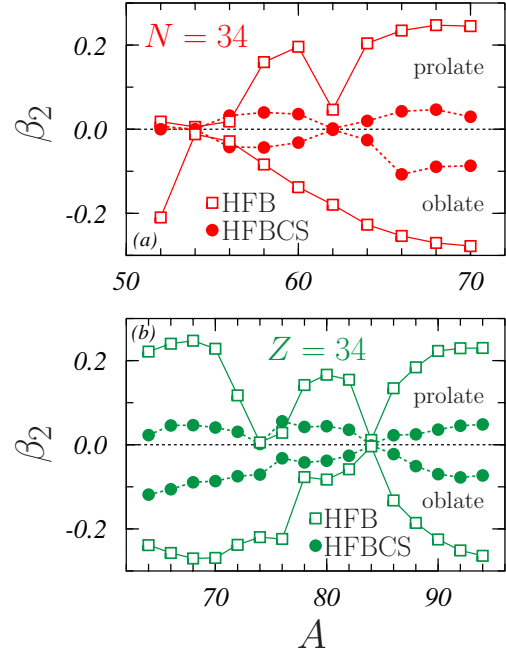 N = 34
0.2
prolate
β2
0.0
-0.2
HFB
oblate
HFBCS
(a)
50 60 70
(b)
Z = 34
0.2
prolate
β2
0.0
oblate
-0.2
HFB
HFBCS
70 80 90
A